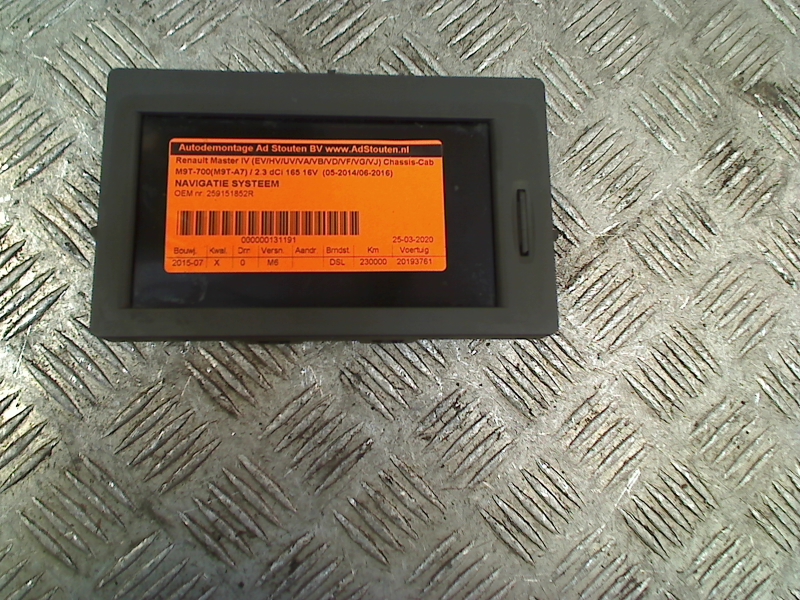 Autodemontage Ad Stouten BV www.AdStouten.nl
Renault Master IV (EV/HV/UV/VA/VB/VD/VF/VG/VJ) Chassis-Cab
M9T-700(M9T-A7) / 2.3 dCi 165 16V (05-2014/06-2016)
NAVIGATIE SYSTEEM
OEM nr: 259151852R
000000131191 25-03-2020
Bouwj. Kwal. Drr Versn. Aandr. Brndst. Km Voertuig
2015-07 X 0 M6 DSL 230000 20193761